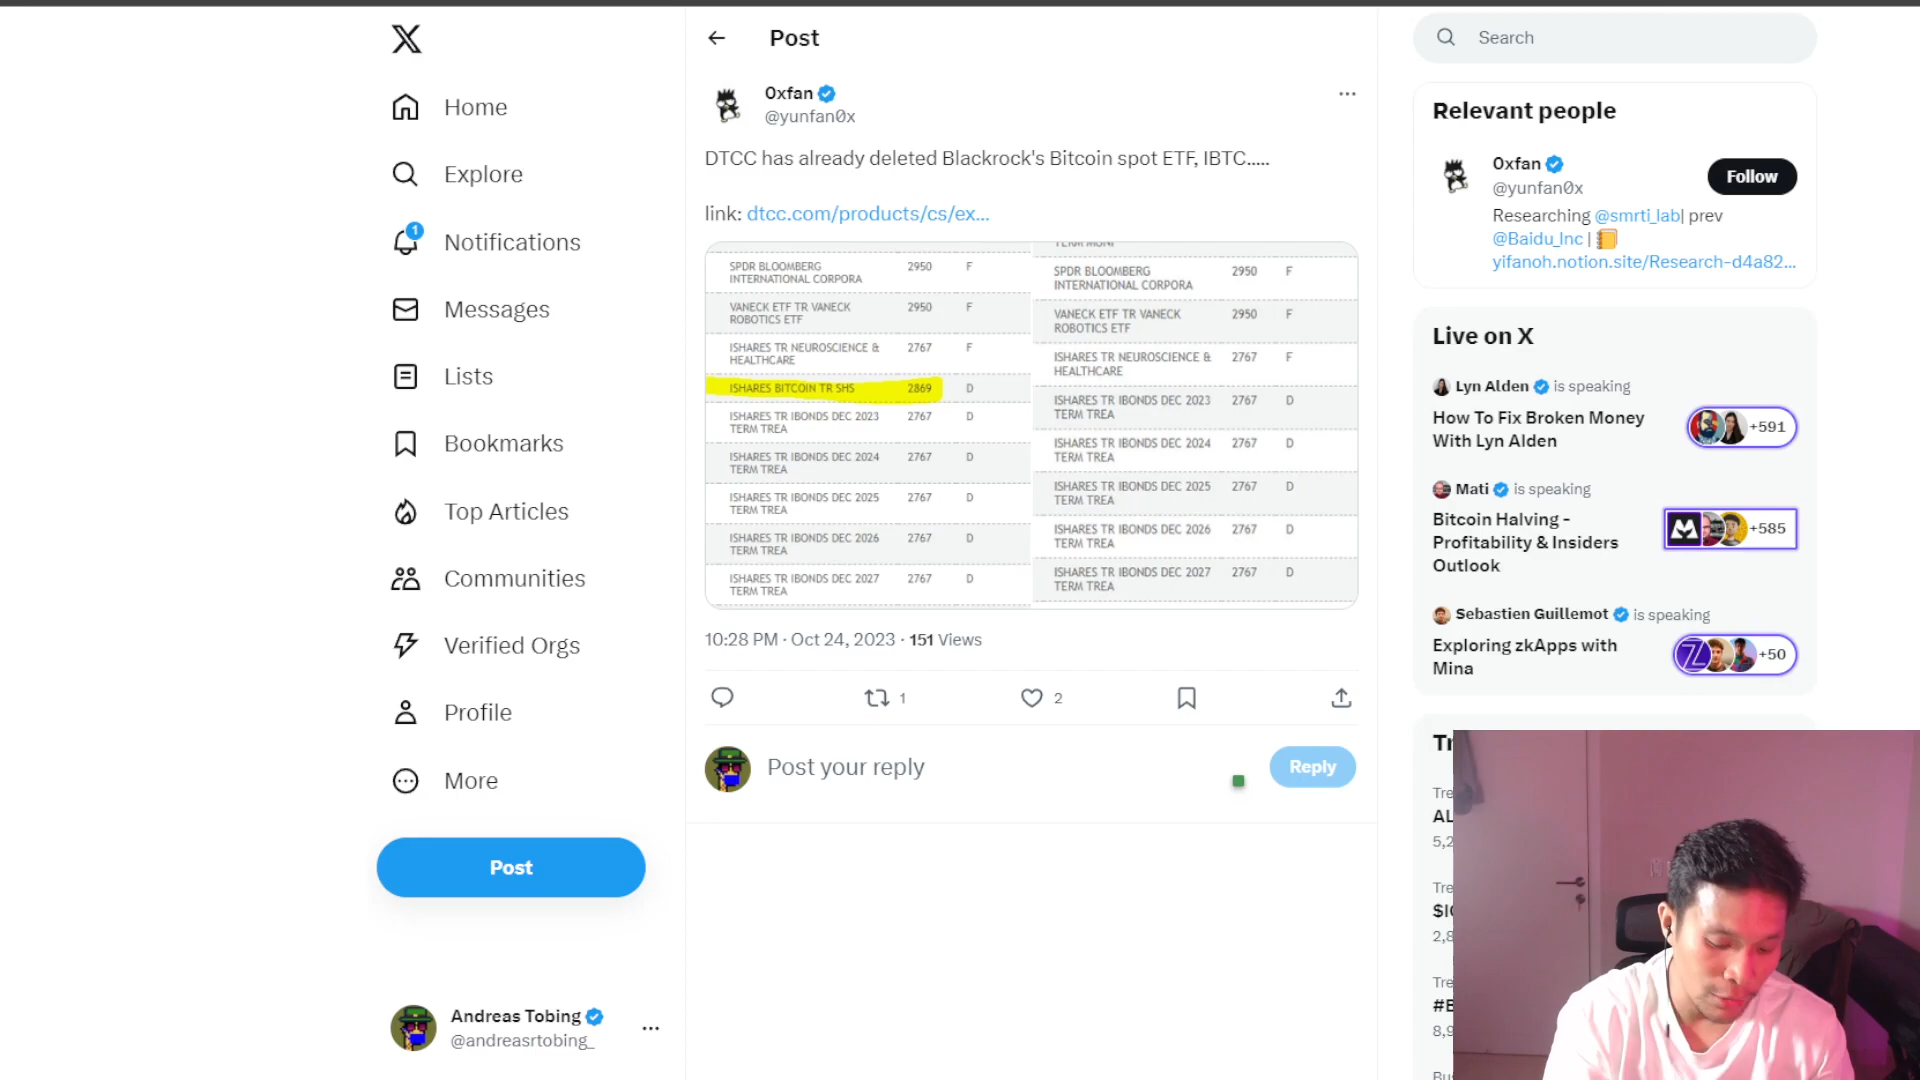 Home
Explore
1
Notifications
Messages
Lists
Bookmarks
Top Articles
Communities
Verified Orgs
Profile
More
Post
Andreas Tobing
@andreasrtobing_
Post
0xfan
@yunfan0x
DTCC has already deleted Blackrock's Bitcoin spot ETF, IBTC.....
link: dtcc.com/products/cs/ex...
SPDR BLOOMBERG 2950 F
INTERNATIONAL CORPORA
VANECK ETF TR VANECK 2950 F
ROBOTICS ETF
ISHARES TR NEUROSCIENCE & 2767 F
HEALTHCARE
ISHARES BITCOIN TR SHS 2869 D
ISHARES TR IBONDS DEC 2023 2767 D
TERM TREA
ISHARES TR IBONDS DEC 2024 2767 D
TERM TREA
ISHARES TR IBONDS DEC 2025 2767 D
TERM TREA
ISHARES TR IBONDS DEC 2026 2767 D
TERM TREA
ISHARES TR IBONDS DEC 2027 2767 D
TERM TREA
TERM MONI
SPDR BLOOMBERG 2950 F
INTERNATIONAL CORPORA
VANECK ETF TR VANECK 2950 F
ROBOTICS ETF
ISHARES TR NEUROSCIENCE & 2767 F
HEALTHCARE
ISHARES TR IBONDS DEC 2023 2767 D
TERM TREA
ISHARES TR IBONDS DEC 2024 2767 D
TERM TREA
ISHARES TR IBONDS DEC 2025 2767 D
TERM TREA
ISHARES TR IBONDS DEC 2026 2767 D
TERM TREA
ISHARES TR IBONDS DEC 2027 2767 D
TERM TREA
10:28 PM · Oct 24, 2023 · 151 Views
1
2
Post your reply
Reply
Search
Relevant people
0xfan
@yunfan0x
Follow
Researching @smrti_lab| prev
@Baidu_Inc |
yifanoh.notion.site/Research-d4a82...
Live on X
Lyn Alden is speaking
How To Fix Broken Money
With Lyn Alden
+591
Mati is speaking
Bitcoin Halving -
Profitability & Insiders
Outlook
+585
Sebastien Guillemot is speaking
Exploring zkApps with
Mina
+50